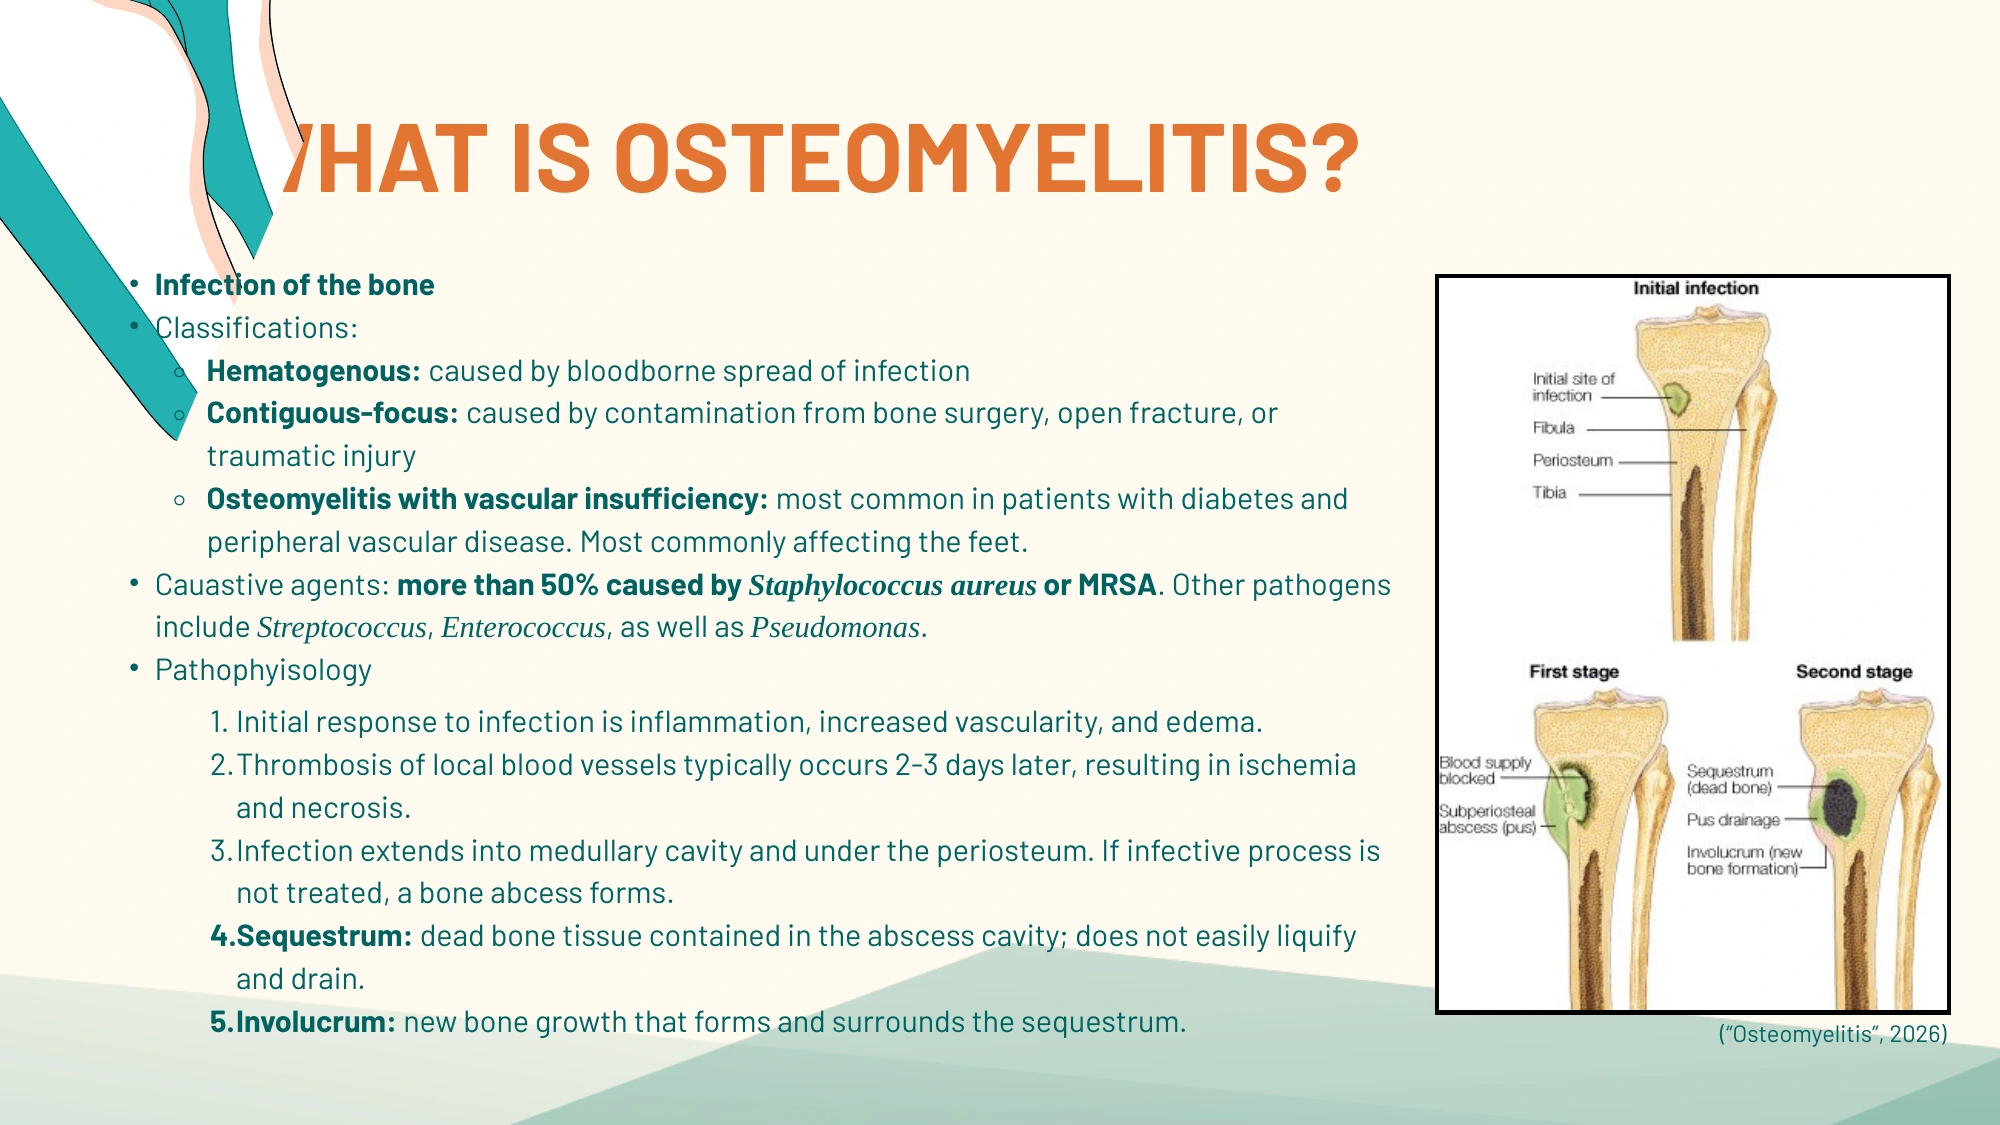 WHAT IS OSTEOMYELITIS?
• Infection of the bone
• Classifications:
○ Hematogenous: caused by bloodborne spread of infection
○ Contiguous-focus: caused by contamination from bone surgery, open fracture, or
traumatic injury
○ Osteomyelitis with vascular insufficiency: most common in patients with diabetes and
peripheral vascular disease. Most commonly affecting the feet.
• Cauastive agents: more than 50% caused by Staphylococcus aureus or MRSA. Other pathogens
include Streptococcus, Enterococcus, as well as Pseudomonas.
• Pathophyisology
1. Initial response to infection is inflammation, increased vascularity, and edema.
2. Thrombosis of local blood vessels typically occurs 2-3 days later, resulting in ischemia
and necrosis.
3. Infection extends into medullary cavity and under the periosteum. If infective process is
not treated, a bone abcess forms.
4. Sequestrum: dead bone tissue contained in the abscess cavity; does not easily liquify
and drain.
5. Involucrum: new bone growth that forms and surrounds the sequestrum.
Initial infection
Initial site of
infection
Fibula
Periosteum
Tibia
First stage
Blood supply
blocked
Subperiosteal
abscess (pus)
Second stage
Sequestrum
(dead bone)
Pus drainage
Involucrum (new
bone formation)
("Osteomyelitis", 2026)